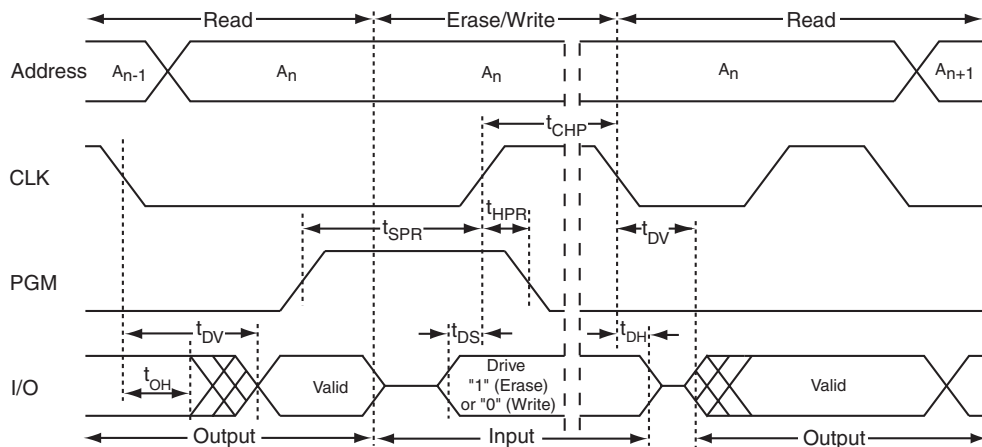 Read Erase/Write Read
Address An-1 An An An An+1
tCHP
CLK
tSPR tHPR tDV
PGM
tDV tDS tDH
tOH
I/O Valid Drive "1" (Erase) or "0" (Write) Valid
Output Input Output